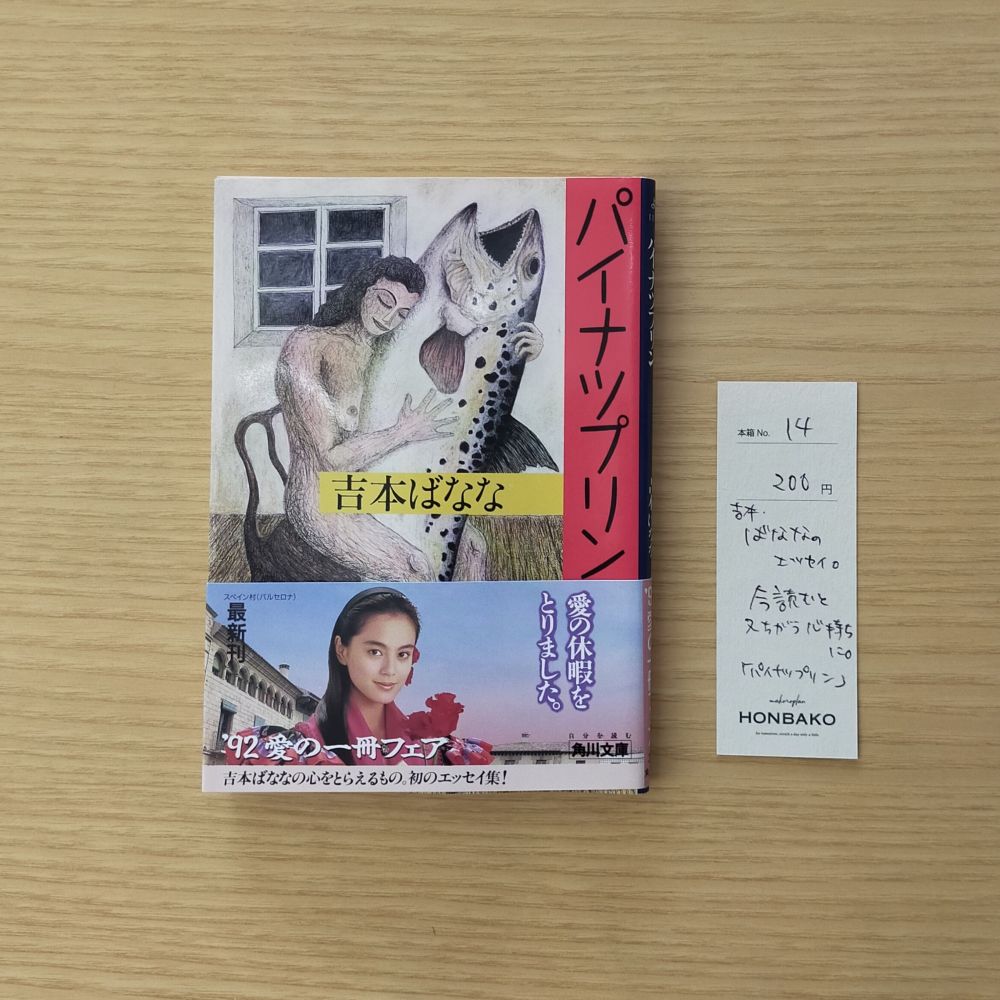 パイナツプリン
吉本ばなな
スペイン村(バルセロナ)
最新刊
愛の休暇を
とりました。
'92 愛の一冊フェア
自分を読む
角川文庫
吉本ばななの心をとらえるもの。初のエッセイ集!
本箱 No. 14
200 円
吉本・
ばななの
エッセイ。
今読むと
又ちがう心持ち
に。
「パイナップリン」
HONBAKO